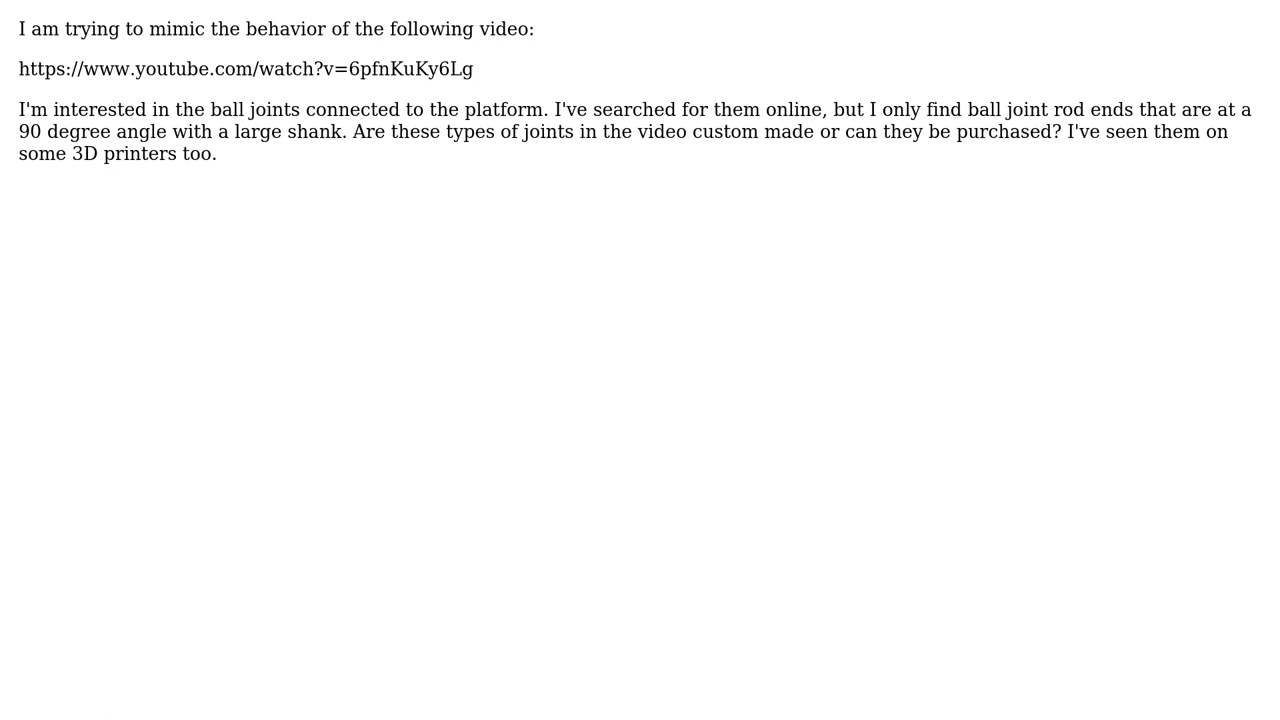 I am trying to mimic the behavior of the following video:
https://www.youtube.com/watch?v=6pfnKuKy6Lg
I'm interested in the ball joints connected to the platform. I've searched for them online, but I only find ball joint rod ends that are at a
90 degree angle with a large shank. Are these types of joints in the video custom made or can they be purchased? I've seen them on
some 3D printers too.